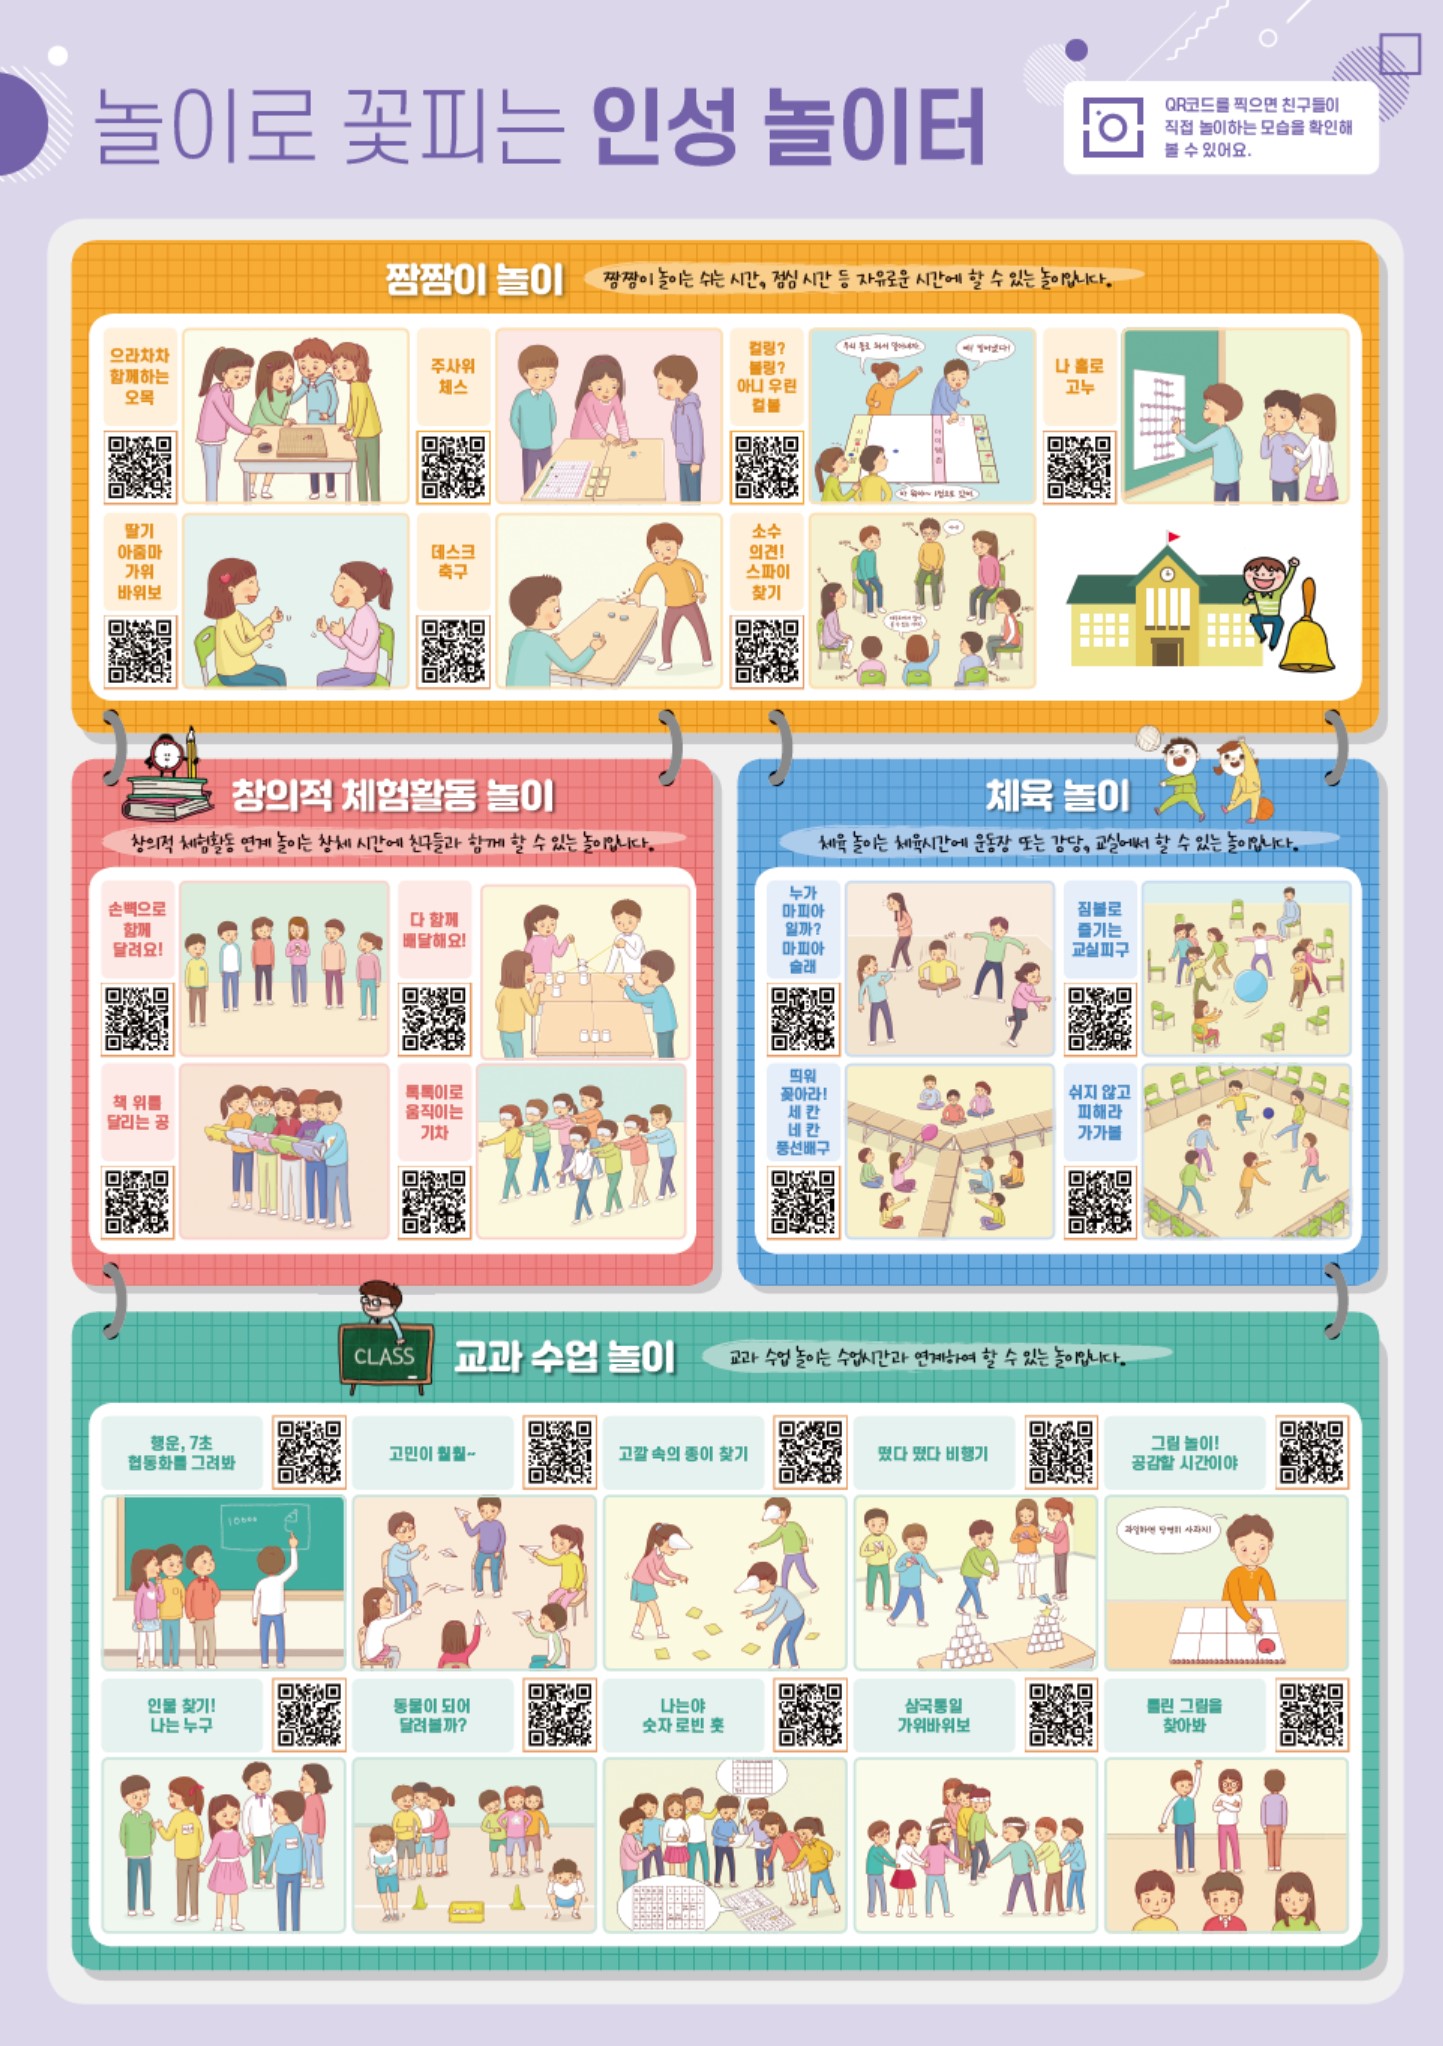 놀이로 꽃피는 인성 놀이터
QR코드를 찍으면 친구들이
직접 놀이하는 모습을 확인해
볼 수 있어요.
짬짬이 놀이
짬짬이 놀이는 쉬는 시간, 점심 시간 등 자유로운 시간에 할 수 있는 놀이입니다.
으라차차
함께하는
오목
주사위
체스
컬링?
볼링?
아니 우린
컬볼
나 홀로
고누
딸기
아줌마
가위
바위보
데스크
축구
소수
의견!
스파이
찾기
창의적 체험활동 놀이
창의적 체험활동 연계 놀이는 창체 시간에 친구들과 함께 할 수 있는 놀이입니다.
손뼉으로
함께
달려요!
다 함께
배달해요!
책 위를
달리는 공
톡톡이로
움직이는
기차
체육 놀이
체육 놀이는 체육시간에 운동장 또는 강당, 교실에서 할 수 있는 놀이입니다.
누가
마피아
일까?
마피아
술래
짐볼로
즐기는
교실피구
띄워
꽂아라!
세 칸
네 칸
풍선배구
쉬지 않고
피해라
가가볼
CLASS
교과 수업 놀이
교과 수업 놀이는 수업시간과 연계하여 할 수 있는 놀이입니다.
행운, 7초
협동화를 그려봐
고민이 훨훨~
고깔 속의 종이 찾기
떴다 떴다 비행기
그림 놀이!
공감할 시간이야
과일하면 당연히 사과지!
인물 찾기!
나는 누구
동물이 되어
달려볼까?
나는야
숫자 로빈 훗
삼국통일
가위바위보
틀린 그림을
찾아봐